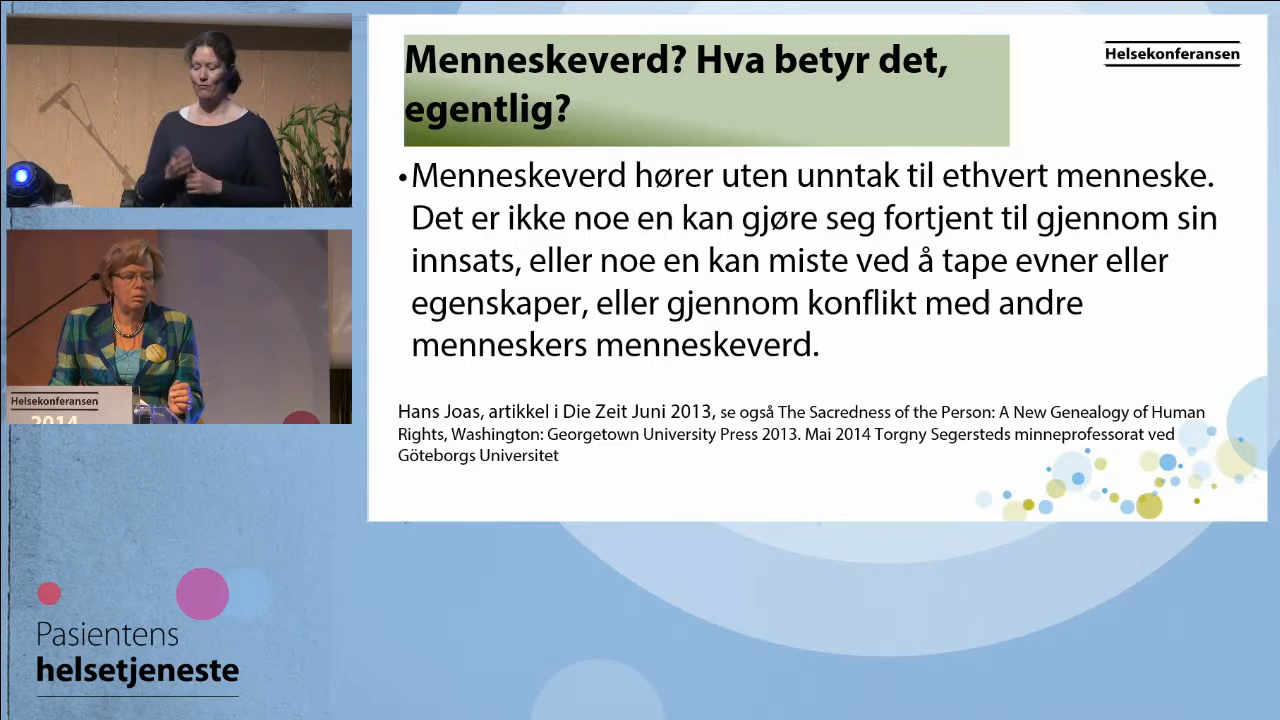 Menneskeverd? Hva betyr det,
egentlig?
Helsekonferansen
•Menneskeverd hører uten unntak til ethvert menneske.
Det er ikke noe en kan gjøre seg fortjent til gjennom sin
innsats, eller noe en kan miste ved å tape evner eller
egenskaper, eller gjennom konflikt med andre
menneskers menneskeverd.
Hans Joas, artikkel i Die Zeit Juni 2013, se også The Sacredness of the Person: A New Genealogy of Human
Rights, Washington: Georgetown University Press 2013. Mai 2014 Torgny Segersteds minneprofessorat ved
Göteborgs Universitet
Helsekonferansen
2014
Pasientens
helsetjeneste